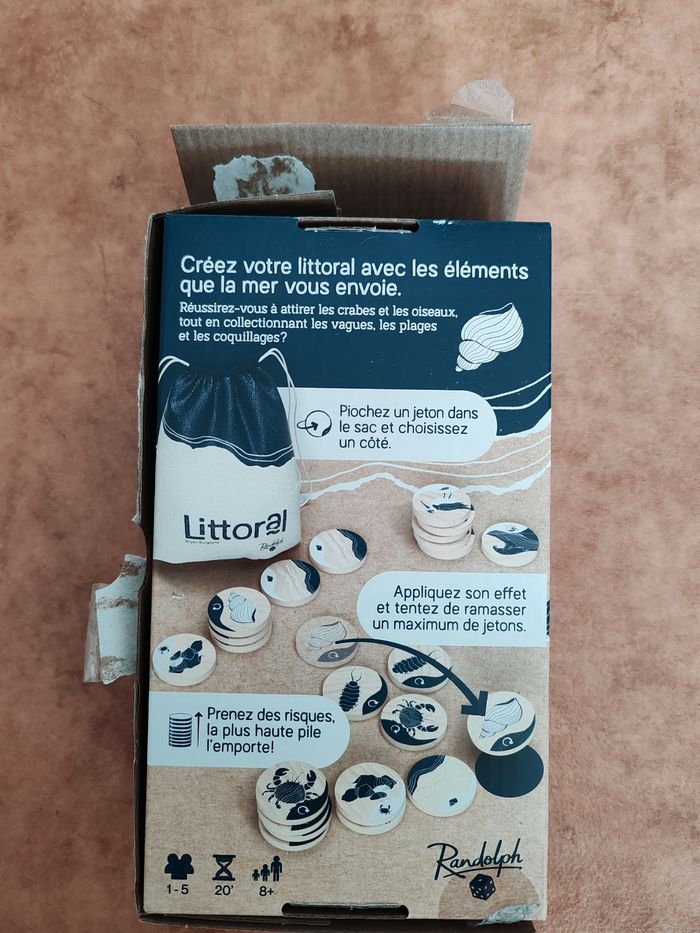 Créez votre littoral avec les éléments
que la mer vous envoie.
Réussirez-vous à attirer les crabes et les oiseaux,
tout en collectionnant les vagues, les plages
et les coquillages?
Piochez un jeton dans
le sac et choisissez
un côté.
Littoral
Randolph
Appliquez son effet
et tentez de ramasser
un maximum de jetons.
Prenez des risques,
la plus haute pile
l'emporte!
Randolph
1-5 20' 8+